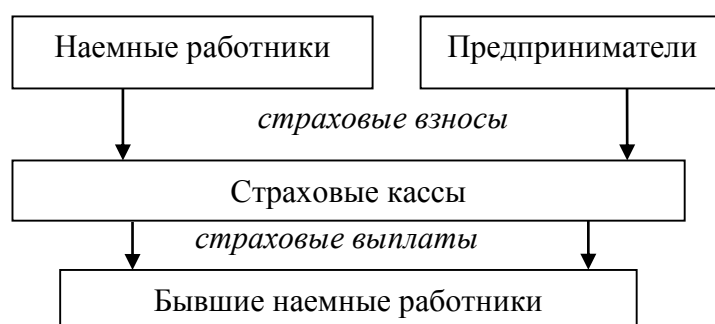 Наемные работники
Предприниматели
страховые взносы
Страховые кассы
страховые выплаты
Бывшие наемные работники